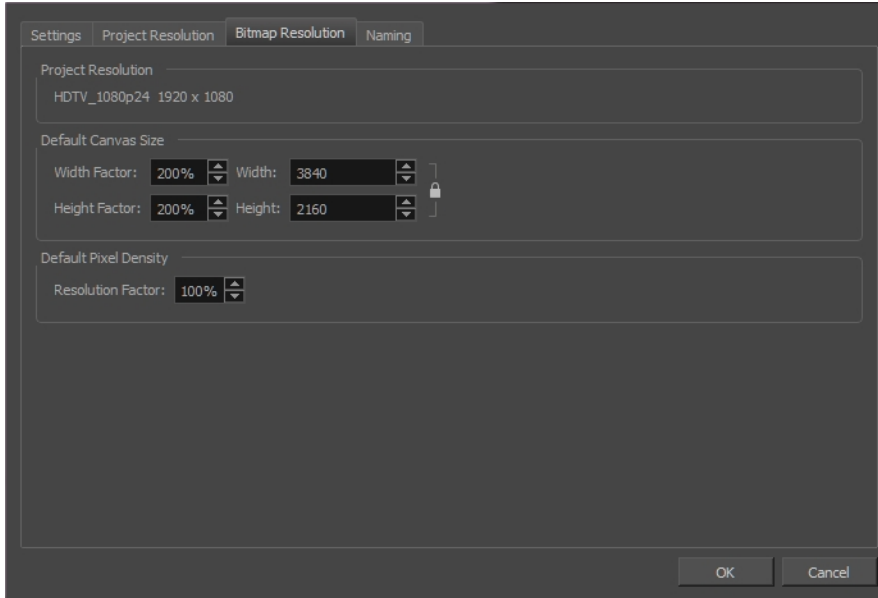 Settings Project Resolution Bitmap Resolution Naming
Project Resolution
HDTV_1080p24 1920 x 1080
Default Canvas Size
Width Factor: 200% Width: 3840
Height Factor: 200% Height: 2160
Default Pixel Density
Resolution Factor: 100%
OK Cancel